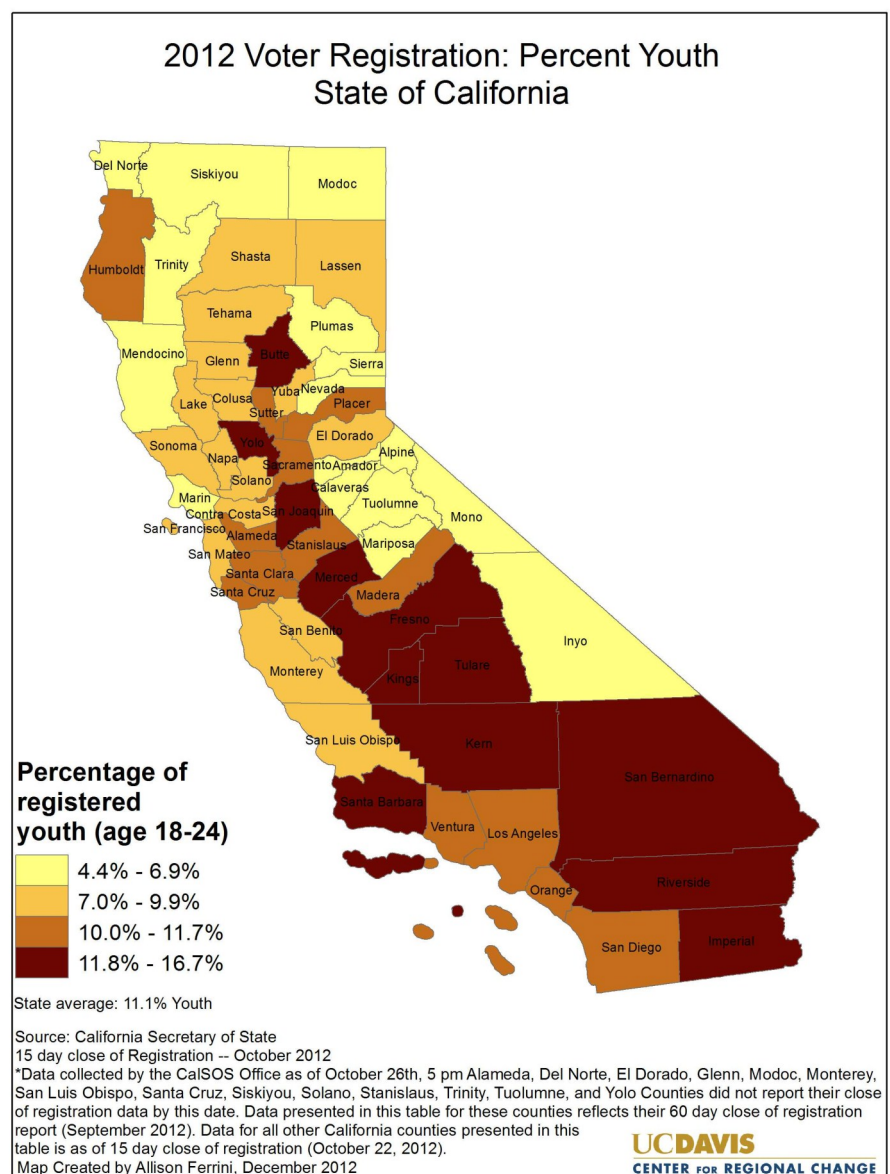 2012 Voter Registration: Percent Youth
State of California
Del Norte
Siskiyou
Modoc
Humboldt
Trinity
Shasta
Lassen
Tehama
Plumas
Mendocino
Glenn
Butte
Sierra
Lake
Colusa
Yuba
Nevada
Sutter
Placer
Sonoma
Napa
Yolo
El Dorado
Sacramento
Alpine
Solano
Amador
Marin
Calaveras
Contra Costa
San Joaquin
Tuolumne
Mono
San Francisco
Alameda
Stanislaus
Mariposa
San Mateo
Santa Clara
Merced
Santa Cruz
Madera
Fresno
San Benito
Inyo
Monterey
Kings
Tulare
San Luis Obispo
Kern
San Bernardino
Santa Barbara
Ventura
Los Angeles
Orange
Riverside
San Diego
Imperial
Percentage of
registered
youth (age 18-24)
4.4% - 6.9%
7.0% - 9.9%
10.0% - 11.7%
11.8% - 16.7%
State average: 11.1% Youth
Source: California Secretary of State
15 day close of Registration -- October 2012
*Data collected by the CalSOS Office as of October 26th, 5 pm Alameda, Del Norte, El Dorado, Glenn, Modoc, Monterey,
San Luis Obispo, Santa Cruz, Siskiyou, Solano, Stanislaus, Trinity, Tuolumne, and Yolo Counties did not report their close
of registration data by this date. Data presented in this table for these counties reflects their 60 day close of registration
report (September 2012). Data for all other California counties presented in this
table is as of 15 day close of registration (October 22, 2012).
Map Created by Allison Ferrini, December 2012
UCDAVIS
CENTER FOR REGIONAL CHANGE